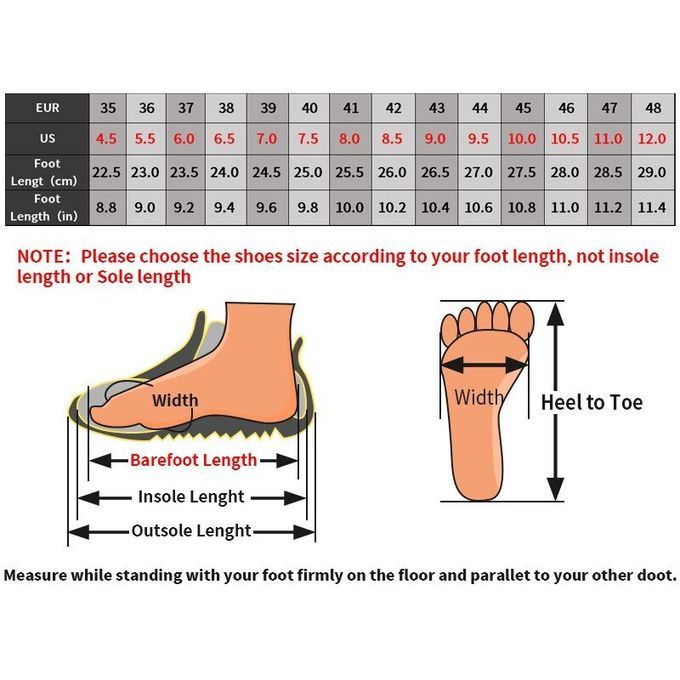 EUR 35 36 37 38 39 40 41 42 43 44 45 46 47 48
US 4.5 5.5 6.0 6.5 7.0 7.5 8.0 8.5 9.0 9.5 10.0 10.5 11.0 12.0
Foot
Lengt（cm） 22.5 23.0 23.5 24.0 24.5 25.0 25.5 26.0 26.5 27.0 27.5 28.0 28.5 29.0
Foot
Length（in） 8.8 9.0 9.2 9.4 9.6 9.8 10.0 10.2 10.4 10.6 10.8 11.0 11.2 11.4
NOTE：Please choose the shoes size according to your foot length, not insole
length or Sole length
Width
Barefoot Length
Insole Lenght
Outsole Lenght
Width
Heel to Toe
Measure while standing with your foot firmly on the floor and parallet to your other doot.